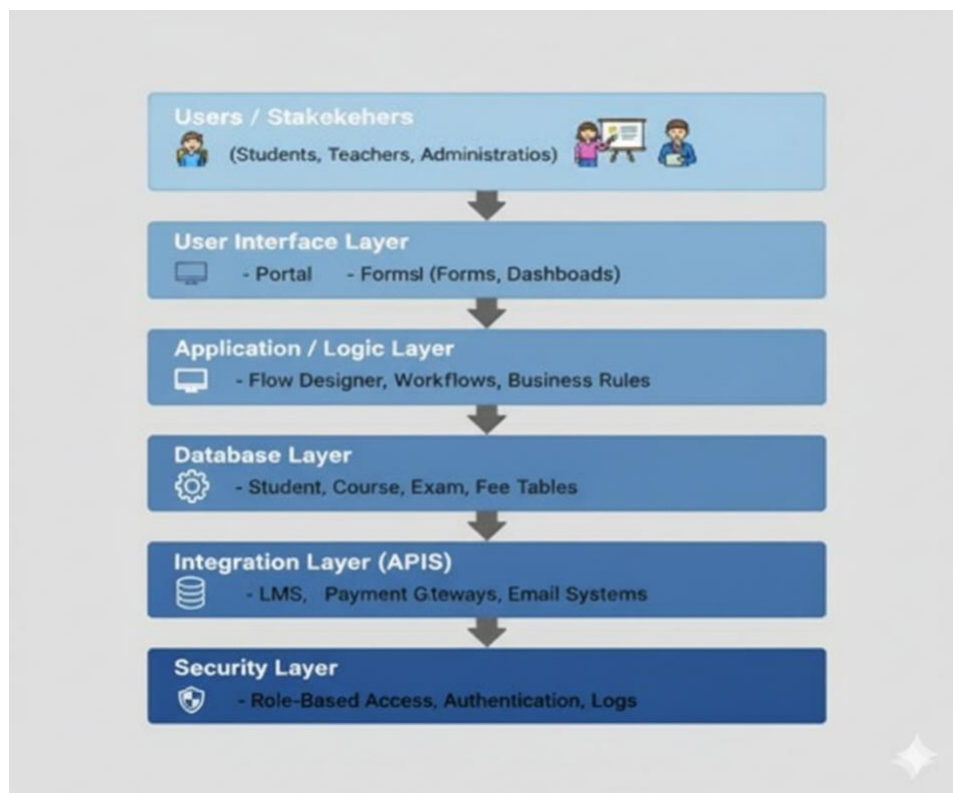 Users / Stakekehers
(Students, Teachers, Administratios)
User Interface Layer
- Portal - Formsl (Forms, Dashboads)
Application / Logic Layer
- Flow Designer, Workflows, Business Rules
Database Layer
- Student, Course, Exam, Fee Tables
Integration Layer (APIS)
- LMS, Payment G.teways, Email Systems
Security Layer
- Role-Based Access, Authentication, Logs